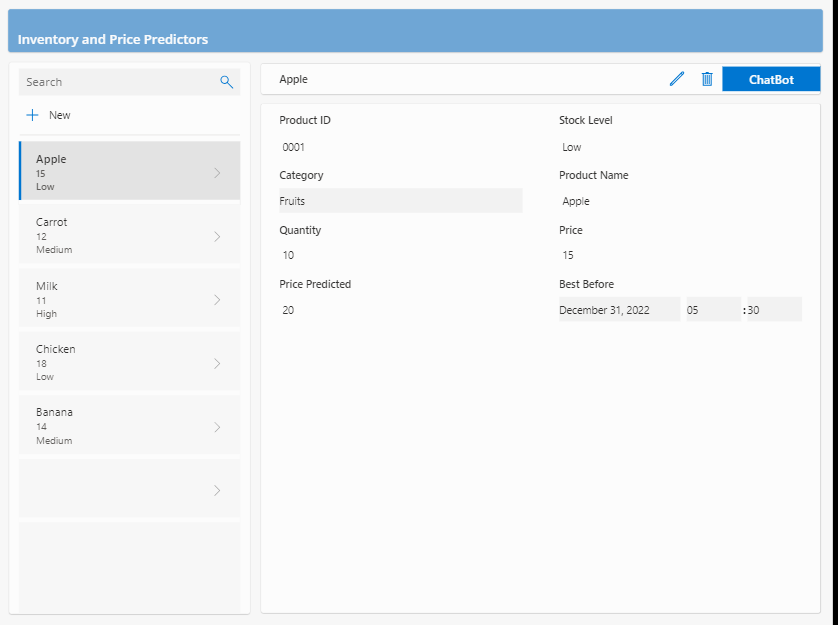 Inventory and Price Predictors
Search
New
Apple
15
Low
Carrot
12
Medium
Milk
11
High
Chicken
18
Low
Banana
14
Medium
Apple
ChatBot
Product ID
Stock Level
0001
Low
Category
Product Name
Fruits
Apple
Quantity
Price
10
15
Price Predicted
Best Before
20
December 31, 2022 05 :30